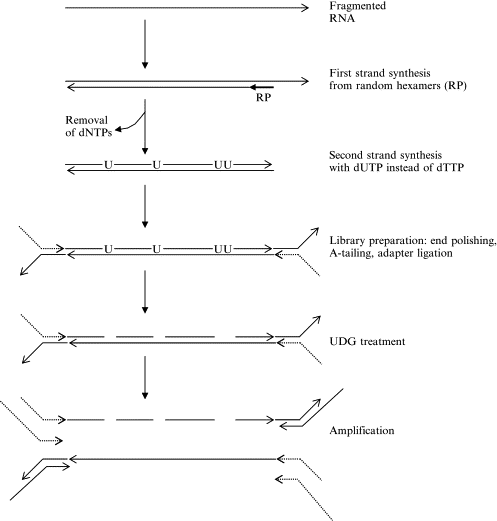 Fragmented
RNA
First strand synthesis
from random hexamers (RP)
RP
Removal
of dNTPs
U U UU
Second strand synthesis
with dUTP instead of dTTP
U U UU
Library preparation: end polishing,
A-tailing, adapter ligation
UDG treatment
Amplification